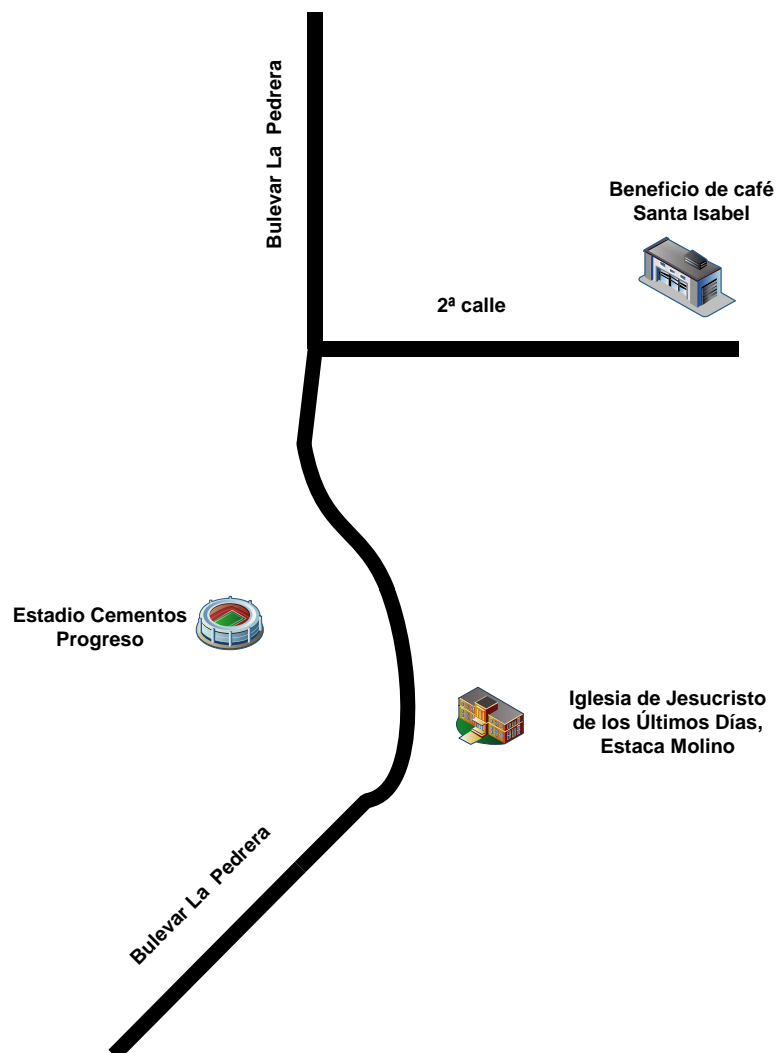 Bulevar La Pedrera
Beneficio de café
Santa Isabel
2ª calle
Estadio Cementos
Progreso
Iglesia de Jesucristo
de los Últimos Días,
Estaca Molino
Bulevar La Pedrera